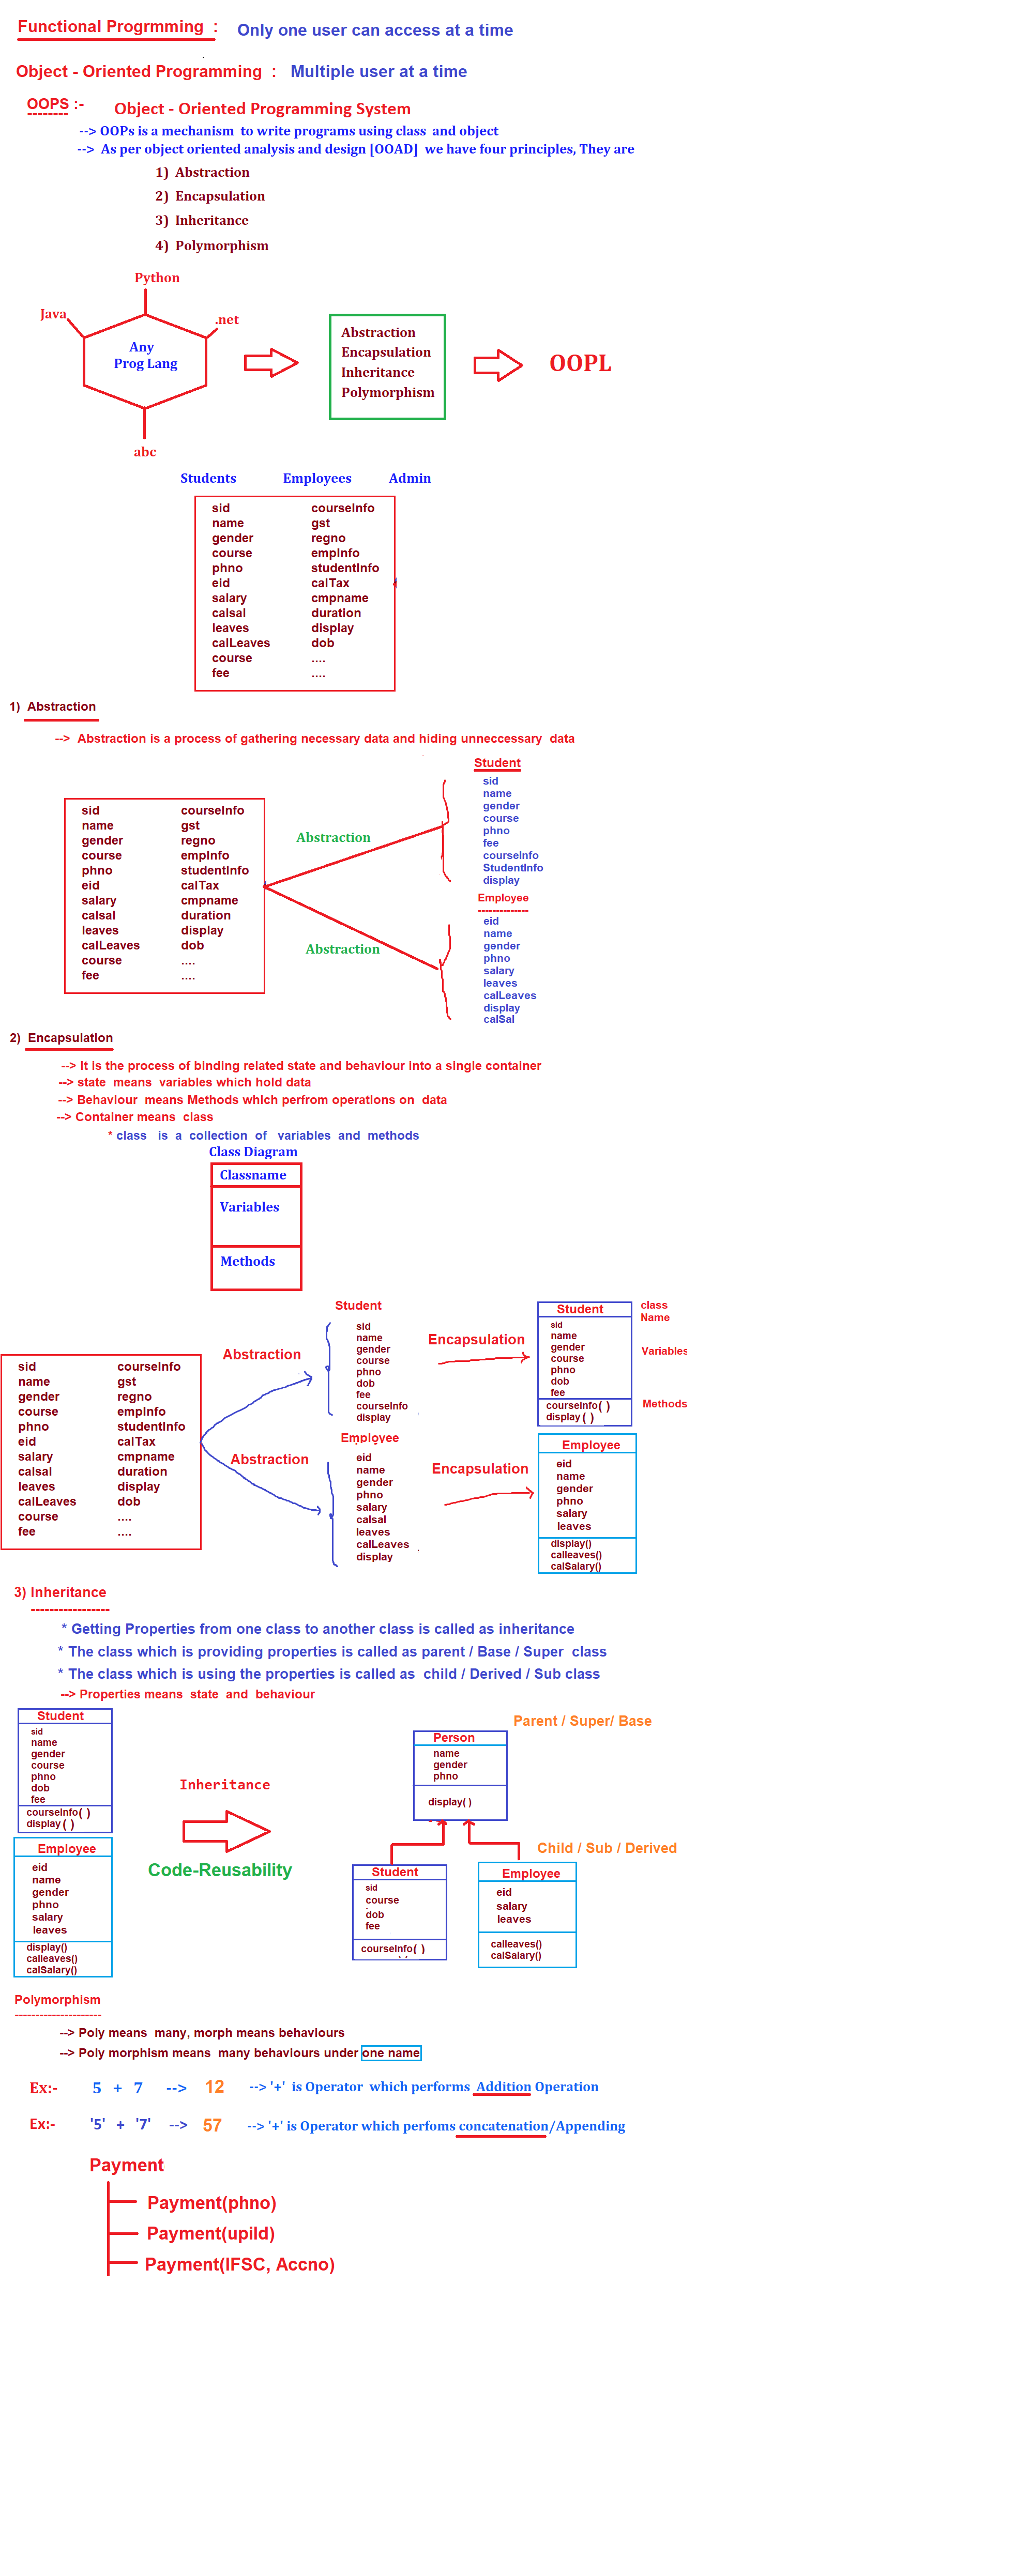 Functional Progrmming  :   Only one user can access at a time
Object - Oriented Programming  :   Multiple user at a time
OOPS :-   Object - Oriented Programming System
--> OOPs is a mechanism  to write programs using class  and object
-->  As per object oriented analysis and design [OOAD]  we have four principles, They are
1)  Abstraction
2)  Encapsulation
3)  Inheritance
4)  Polymorphism
Python
Java
.net
Any
Prog Lang
abc
Abstraction
Encapsulation
Inheritance
Polymorphism
OOPL
Students   Employees   Admin
sid   courseInfo
name   gst
gender   regno
course   empInfo
phno   studentInfo
eid   calTax
salary   cmpname
calsal   duration
leaves   display
calLeaves   dob
course   ....
fee   ....
1)  Abstraction
-->  Abstraction is a process of gathering necessary data and hiding unneccessary  data
sid   courseInfo
name   gst
gender   regno
course   empInfo
phno   studentInfo
eid   calTax
salary   cmpname
calsal   duration
leaves   display
calLeaves   dob
course   ....
fee   ....
Abstraction
Abstraction
Student
sid
name
gender
course
phno
fee
courseInfo
StudentInfo
display
Employee
--------------
eid
name
gender
phno
salary
leaves
calLeaves
display
calSal
2)  Encapsulation
--> It is the process of binding related state and behaviour into a single container
--> state  means  variables which hold data
--> Behaviour  means Methods which perfrom operations on  data
--> Container means  class
* class   is  a  collection  of   variables  and  methods
Class Diagram
Classname
Variables
Methods
sid   courseInfo
name   gst
gender   regno
course   empInfo
phno   studentInfo
eid   calTax
salary   cmpname
calsal   duration
leaves   display
calLeaves   dob
course   ....
fee   ....
Abstraction
Abstraction
Student
sid
name
gender
course
phno
dob
fee
courseInfo
display
Employee
eid
name
gender
phno
salary
calsal
leaves
calLeaves
display
Encapsulation
Encapsulation
Student
sid
name
gender
course
phno
dob
fee
courseInfo( )
display ( )
class
Name
Variables
Methods
Employee
eid
name
gender
phno
salary
leaves
display()
calleaves()
calSalary()
3) Inheritance
-----------------
* Getting Properties from one class to another class is called as inheritance
* The class which is providing properties is called as parent / Base / Super  class
* The class which is using the properties is called as  child / Derived / Sub class
--> Properties means  state  and  behaviour
Student
sid
name
gender
course
phno
dob
fee
courseInfo( )
display ( )
Employee
eid
name
gender
phno
salary
leaves
display()
calleaves()
calSalary()
Inheritance
Code-Reusability
Parent / Super/ Base
Person
name
gender
phno
display( )
Child / Sub / Derived
Student
sid
course
dob
fee
courseInfo( )
Employee
eid
salary
leaves
calleaves()
calSalary()
Polymorphism
---------------------
--> Poly means  many, morph means behaviours
--> Poly morphism means  many behaviours under one name
Ex:-   5  +  7   -->   12   --> '+'  is Operator  which performs  Addition Operation
Ex:-   '5'  +  '7'   -->   57   --> '+' is Operator which perfoms concatenation/Appending
Payment
Payment(phno)
Payment(upiId)
Payment(IFSC, Accno)